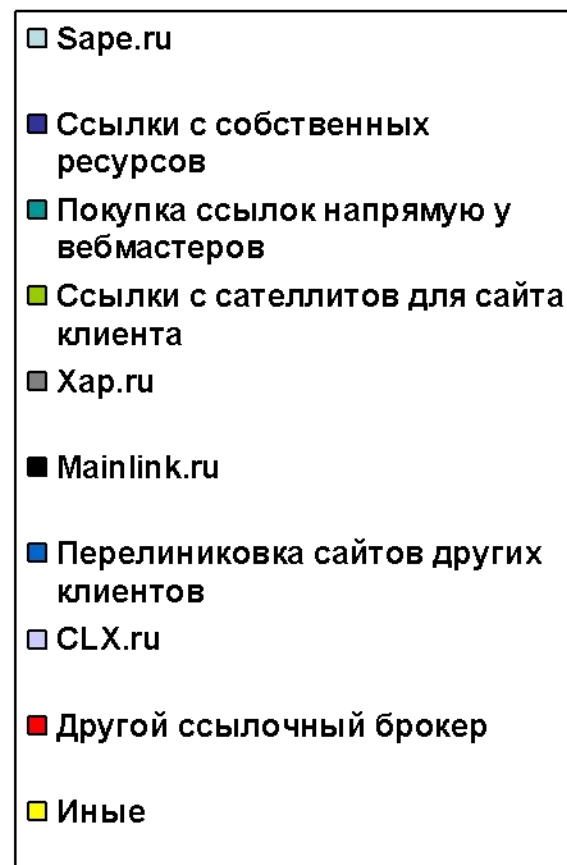 Sape.ru
Ссылки с собственных
ресурсов
Покупка ссылок напрямую у
вебмастеров
Ссылки с сателлитов для сайта
клиента
Xap.ru
Mainlink.ru
Перелиниковка сайтов других
клиентов
CLX.ru
Другой ссылочный брокер
Иные